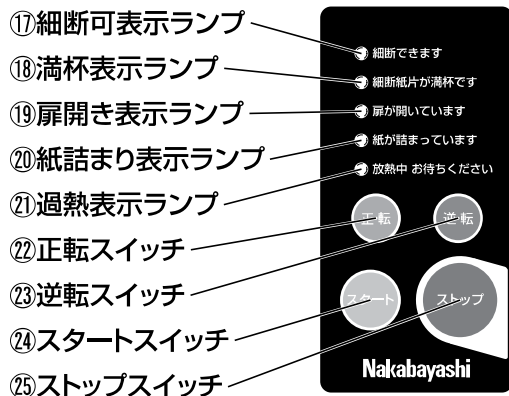 ⑰細断可表示ランプ
⑱満杯表示ランプ
⑲扉開き表示ランプ
⑳紙詰まり表示ランプ
㉑過熱表示ランプ
㉒正転スイッチ
㉓逆転スイッチ
㉔スタートスイッチ
㉕ストップスイッチ
細断できます
細断紙片が満杯です
扉が開いています
紙が詰まっています
放熱中 お待ちください
正転
逆転
スタート
ストップ
Nakabayashi